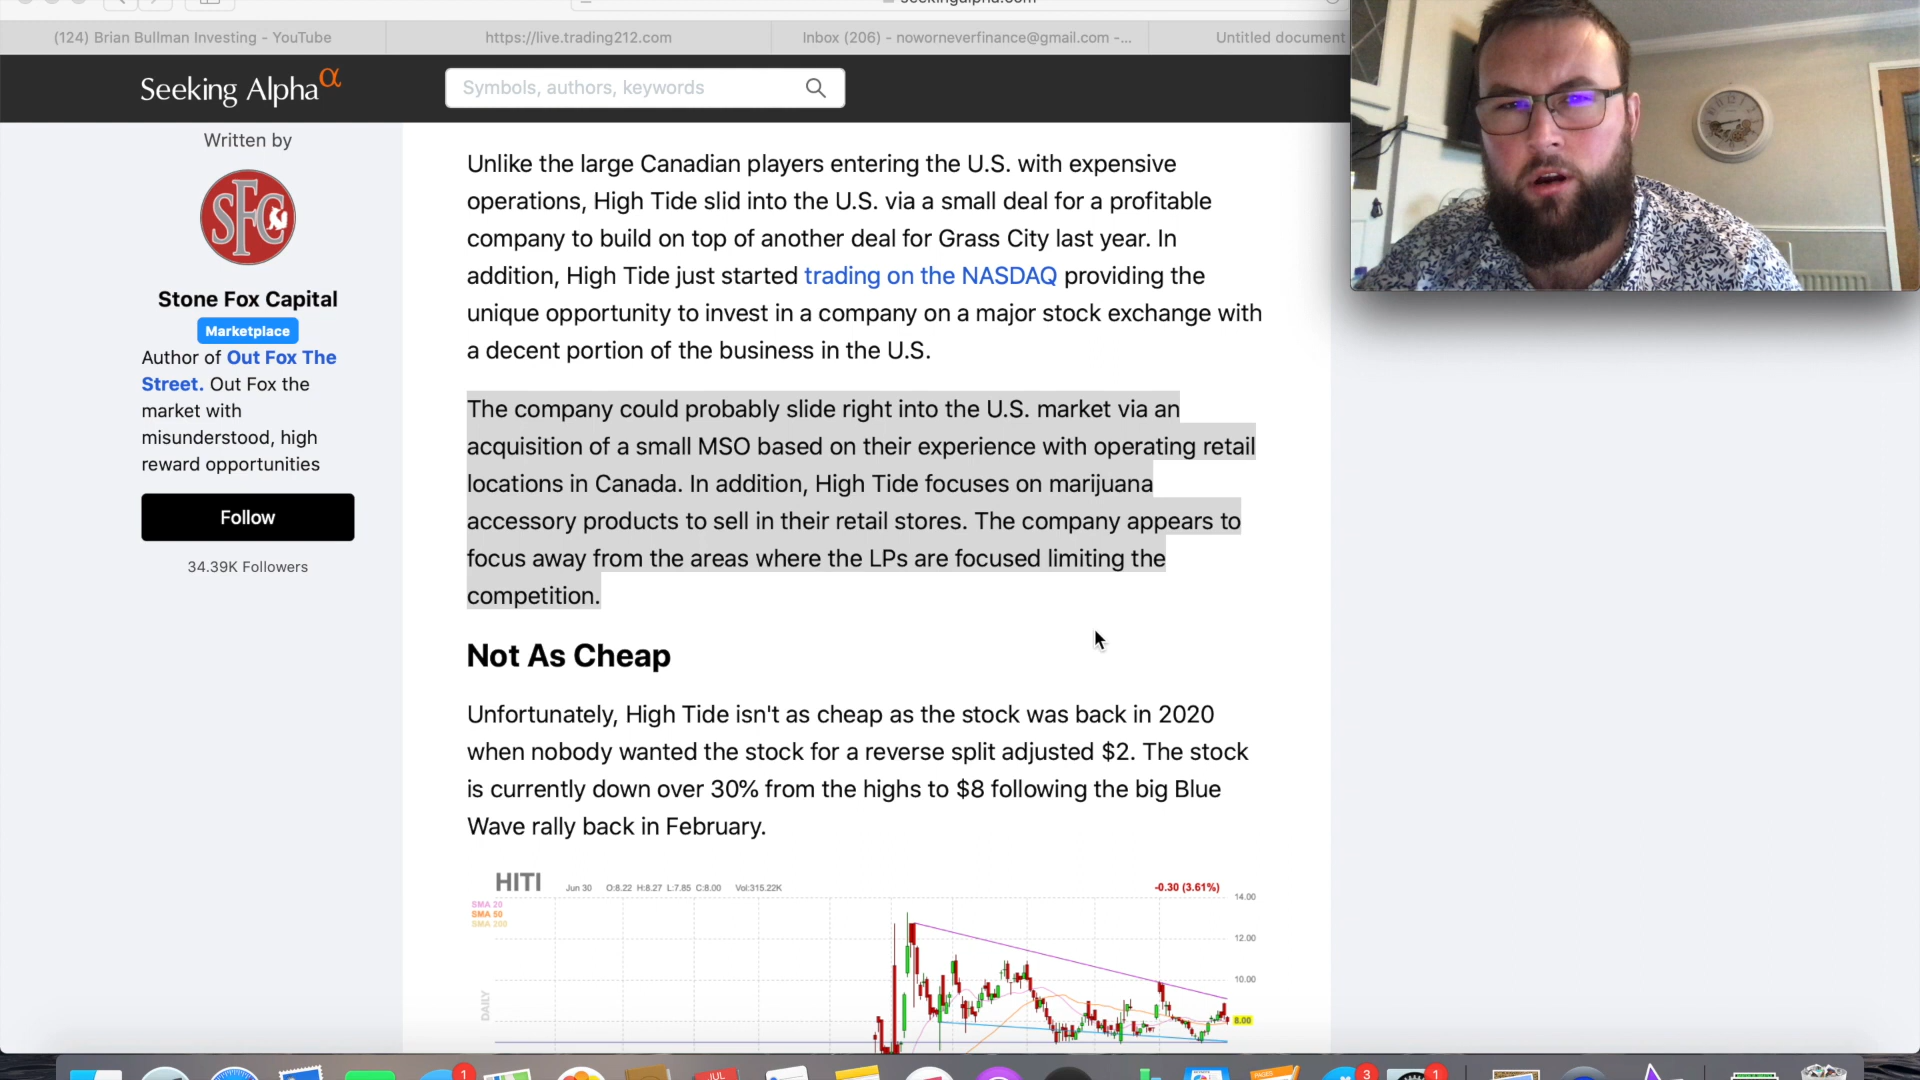 seekingalpha.com
(124) Brian Bullman Investing - YouTube
https://live.trading212.com
Inbox (206) - noworneverfinance@gmail.com -...
Untitled document
Seeking Alpha α
Symbols, authors, keywords
Written by
SFC
Stone Fox Capital
Marketplace
Author of Out Fox The
Street. Out Fox the
market with
misunderstood, high
reward opportunities
Follow
34.39K Followers
Unlike the large Canadian players entering the U.S. with expensive
operations, High Tide slid into the U.S. via a small deal for a profitable
company to build on top of another deal for Grass City last year. In
addition, High Tide just started trading on the NASDAQ providing the
unique opportunity to invest in a company on a major stock exchange with
a decent portion of the business in the U.S.
The company could probably slide right into the U.S. market via an
acquisition of a small MSO based on their experience with operating retail
locations in Canada. In addition, High Tide focuses on marijuana
accessory products to sell in their retail stores. The company appears to
focus away from the areas where the LPs are focused limiting the
competition.
Not As Cheap
Unfortunately, High Tide isn't as cheap as the stock was back in 2020
when nobody wanted the stock for a reverse split adjusted $2. The stock
is currently down over 30% from the highs to $8 following the big Blue
Wave rally back in February.
HITI Jun 30 O:8.22 H:8.27 L:7.85 C:8.00 Vol:315.22K -0.30 (3.61%)
SMA 20
SMA 50
SMA 200
14.00
12.00
10.00
8.00
DAILY
1
JUL
PAGES
3
1